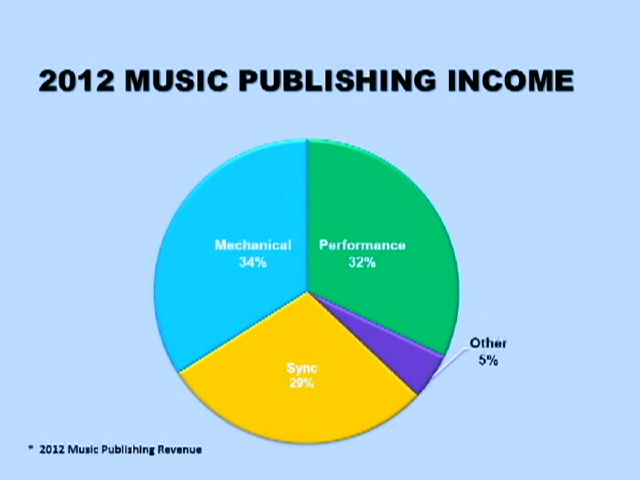 2012 MUSIC PUBLISHING INCOME
Mechanical
34%
Performance
32%
Other
5%
Sync
29%
* 2012 Music Publishing Revenue